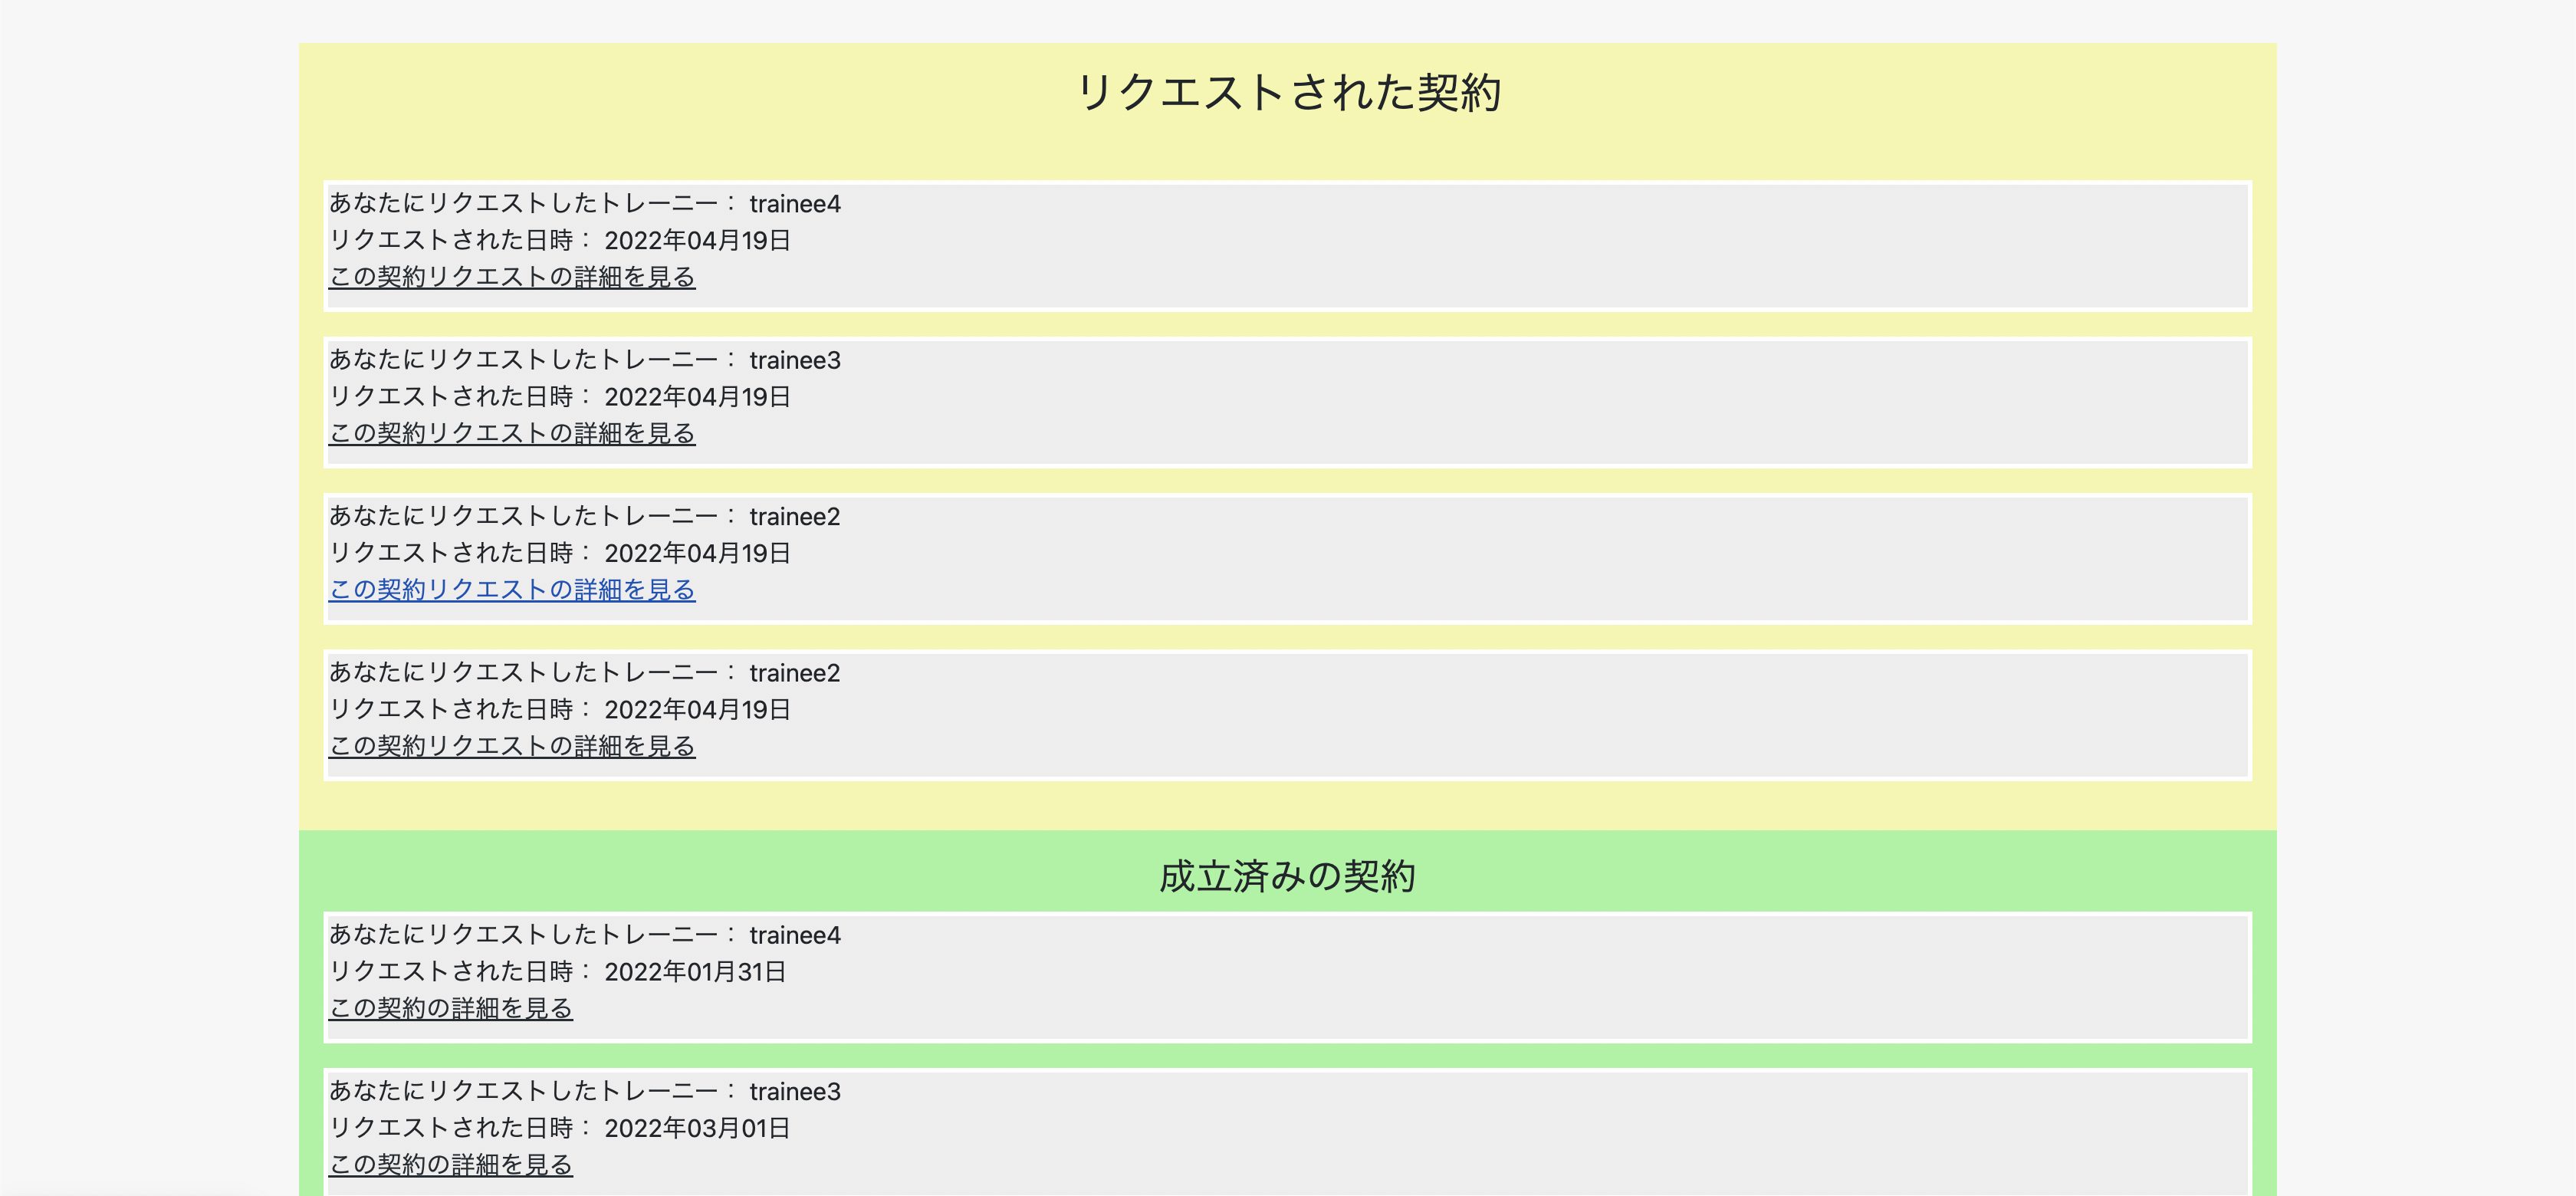 リクエストされた契約
あなたにリクエストしたトレーニー： trainee4
リクエストされた日時： 2022年04月19日
この契約リクエストの詳細を見る
あなたにリクエストしたトレーニー： trainee3
リクエストされた日時： 2022年04月19日
この契約リクエストの詳細を見る
あなたにリクエストしたトレーニー： trainee2
リクエストされた日時： 2022年04月19日
この契約リクエストの詳細を見る
あなたにリクエストしたトレーニー： trainee2
リクエストされた日時： 2022年04月19日
この契約リクエストの詳細を見る
成立済みの契約
あなたにリクエストしたトレーニー： trainee4
リクエストされた日時： 2022年01月31日
この契約の詳細を見る
あなたにリクエストしたトレーニー： trainee3
リクエストされた日時： 2022年03月01日
この契約の詳細を見る